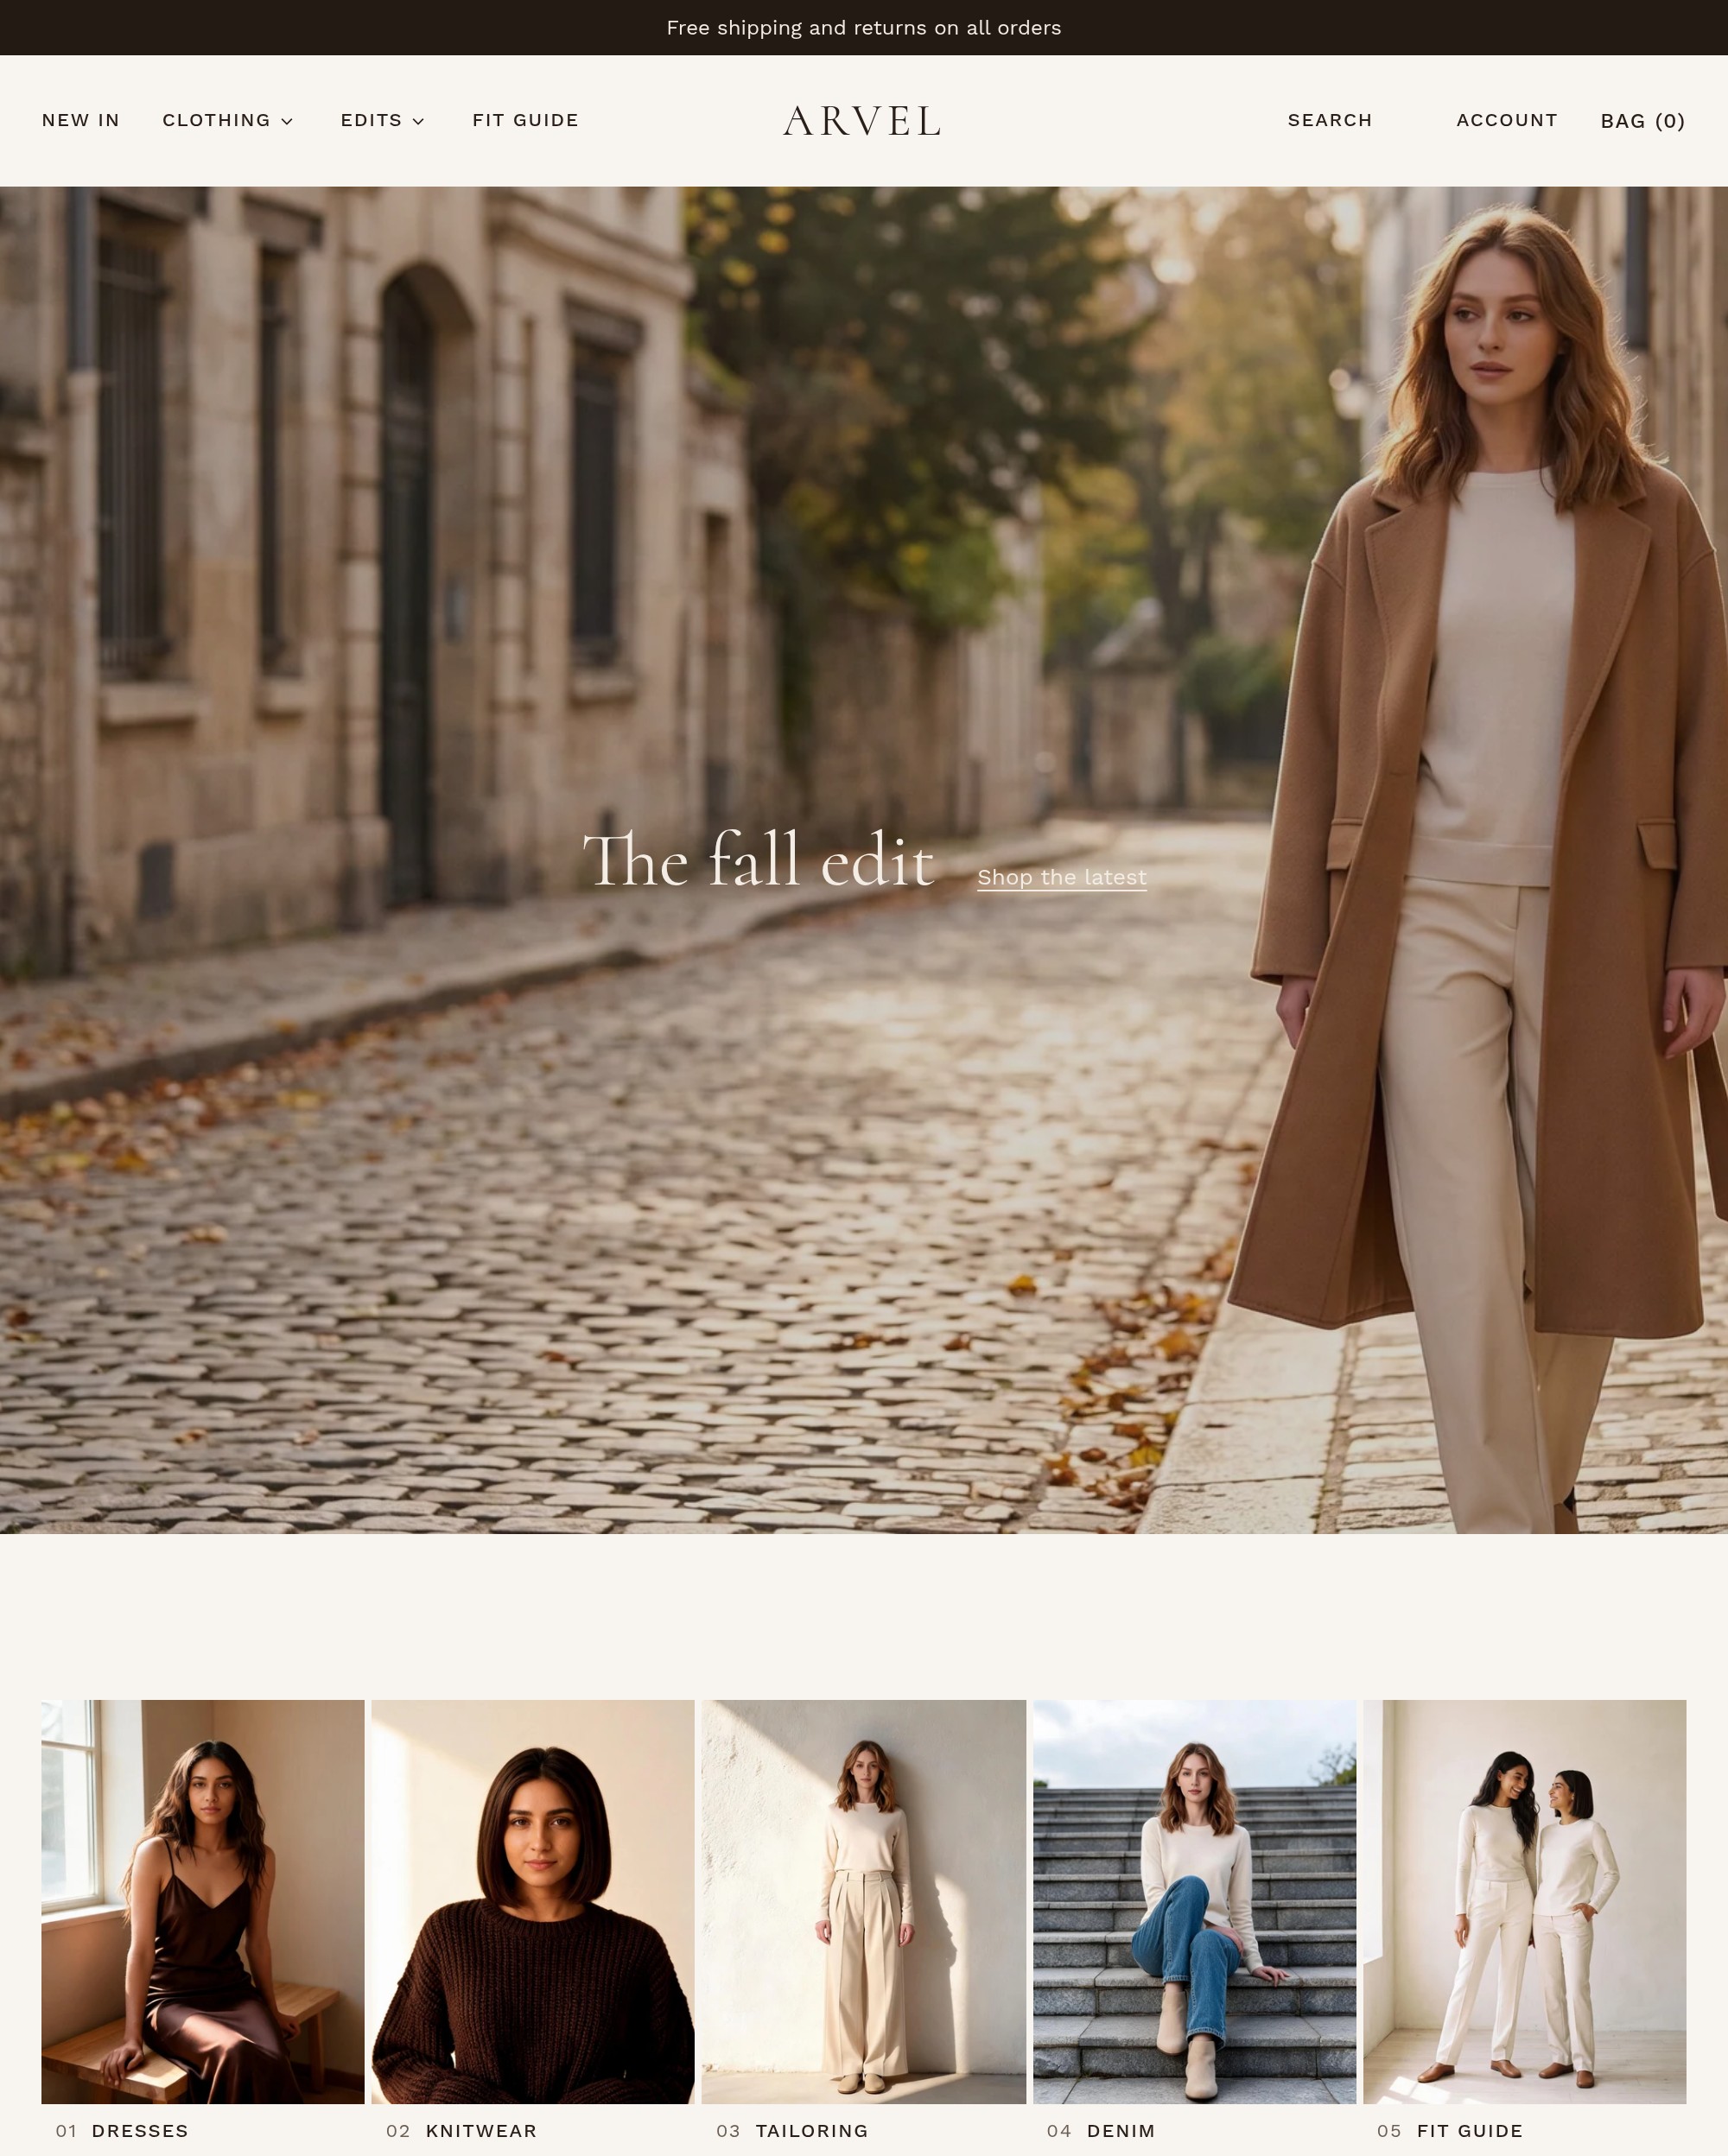 Free shipping and returns on all orders
NEW IN CLOTHING EDITS FIT GUIDE ARVEL SEARCH ACCOUNT BAG (0)
The fall edit Shop the latest
01 DRESSES 02 KNITWEAR 03 TAILORING 04 DENIM 05 FIT GUIDE